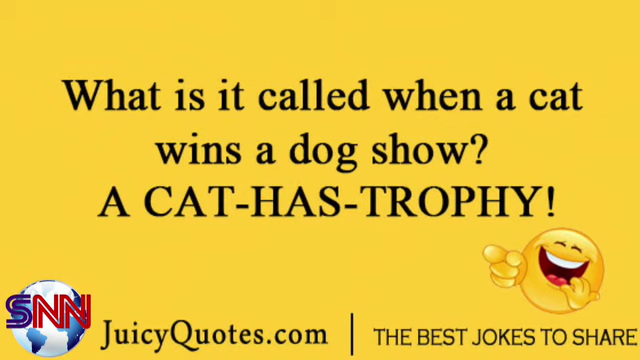 What is it called when a cat
wins a dog show?
A CAT-HAS-TROPHY!
SNN
JuicyQuotes.com | THE BEST JOKES TO SHARE